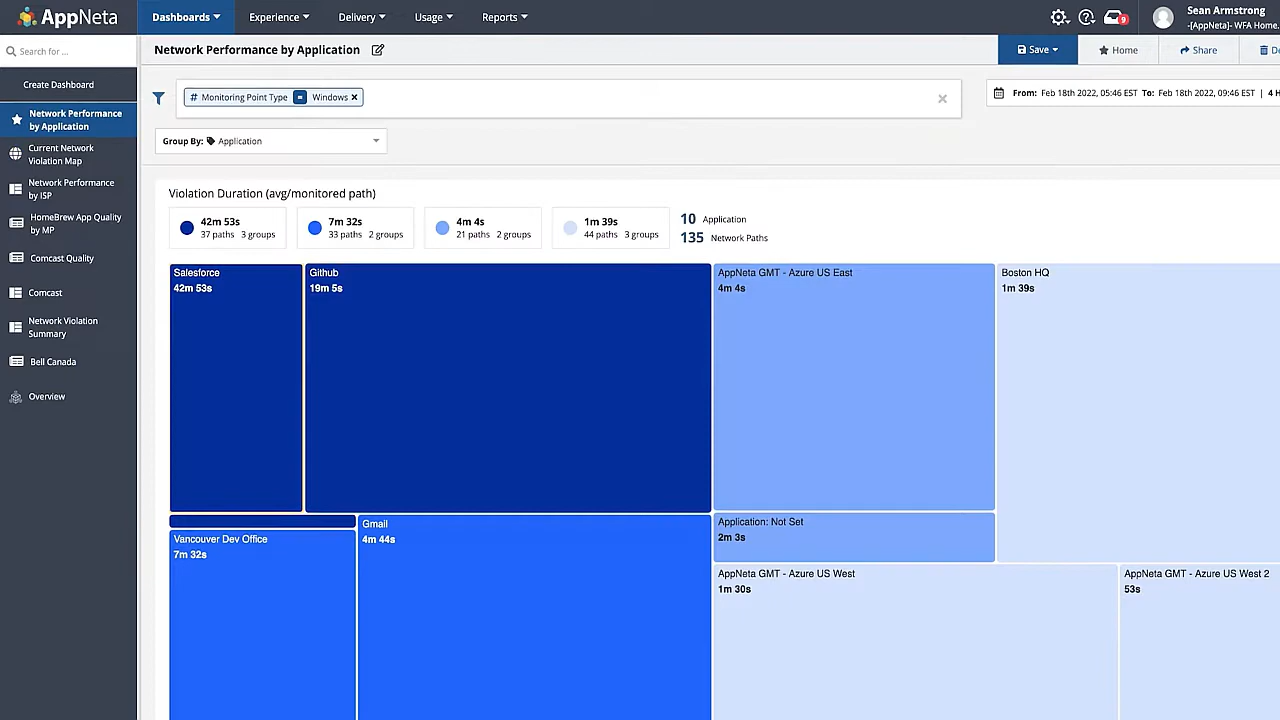 AppNeta
Dashboards
Experience
Delivery
Usage
Reports
9
Sean Armstrong
-[AppNeta]- WFA Home.
Search for ...
Network Performance by Application
Save
Home
Share
De
Create Dashboard
Network Performance
by Application
Current Network
Violation Map
Network Performance
by ISP
HomeBrew App Quality
by MP
Comcast Quality
Comcast
Network Violation
Summary
Bell Canada
Overview
# Monitoring Point Type = Windows ×
×
From: Feb 18th 2022, 05:46 EST To: Feb 18th 2022, 09:46 EST | 4 H
Group By: Application
Violation Duration (avg/monitored path)
42m 53s
37 paths 3 groups
7m 32s
33 paths 2 groups
4m 4s
21 paths 2 groups
1m 39s
44 paths 3 groups
10 Application
135 Network Paths
Salesforce
42m 53s
Github
19m 5s
AppNeta GMT - Azure US East
4m 4s
Boston HQ
1m 39s
Vancouver Dev Office
7m 32s
Gmail
4m 44s
Application: Not Set
2m 3s
AppNeta GMT - Azure US West
1m 30s
AppNeta GMT - Azure US West 2
53s